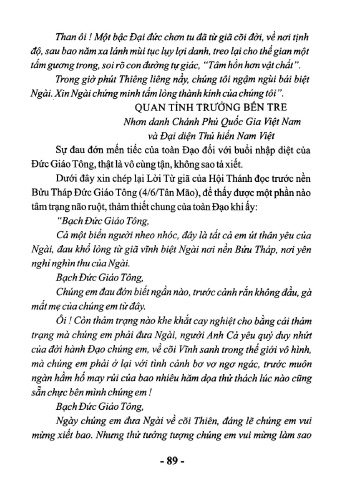 Than ôi ! Một bậc Đại đức chơn tu đã từ giã cõi đời, về nơi tịnh
độ, sau bao năm xa lánh mùi tục lụy lợi danh, treo lại cho thế gian một
tấm gương trong, soi rõ con đường tự giác, "Tâm hồn hơn vật chất".
Trong giờ phút Thiêng liêng nầy, chúng tôi ngậm ngùi bái biệt
Ngài. Xin Ngài chứng minh tấm lòng thành kính của chúng tôi".
QUAN TỈNH TRƯỞNG BẾN TRE
Nhơn danh Chánh Phủ Quốc Gia Việt Nam
và Đại diện Thủ hiến Nam Việt
Sự đau đớn mến tiếc của toàn Đạo đối với buổi nhập diệt của
Đức Giáo Tông, thật là vô cùng tận, không sao tả xiết.
Dưới đây xin chép lại Lời Từ giã của Hội Thánh đọc trước nền
Bửu Tháp Đức Giáo Tông (4/6/Tân Mão), để thấy được một phần nào
tâm trạng não ruột, thảm thiết chung của toàn Đạo khi ấy:
"Bạch Đức Giáo Tông,
Cả một biển người nheo nhóc, đây là tất cả em út thân yêu của
Ngài, đau khổ lòng từ giã vĩnh biệt Ngài nơi nền Bửu Tháp, nơi yên
nghỉ nghìn thu của Ngài.
Bạch Đức Giáo Tông,
Chúng em đau đớn biết ngần nào, trước cảnh rắn không đầu, gà
mất mẹ của chúng em từ đây.
Ôi ! Còn thảm trạng nào khe khắt cay nghiệt cho bằng cái thảm
trạng mà chúng em phải đưa Ngài, người Anh Cả yêu quý duy nhứt
của đời hành Đạo chúng em, về cõi Vĩnh sanh trong thế giới vô hình,
mà chúng em phải ở lại với tình cảnh bơ vơ ngơ ngác, trước muôn
ngàn hầm hố may rủi của bao nhiêu hăm dọa thử thách lúc nào cũng
sẵn chực bên mình chúng em !
Bạch Đức Giáo Tông,
Ngày chúng em đưa Ngài về cõi Thiên, đáng lẽ chúng em vui
mừng xiết bao. Nhưng thử tưởng tượng chúng em vui mừng làm sao
- 89 -